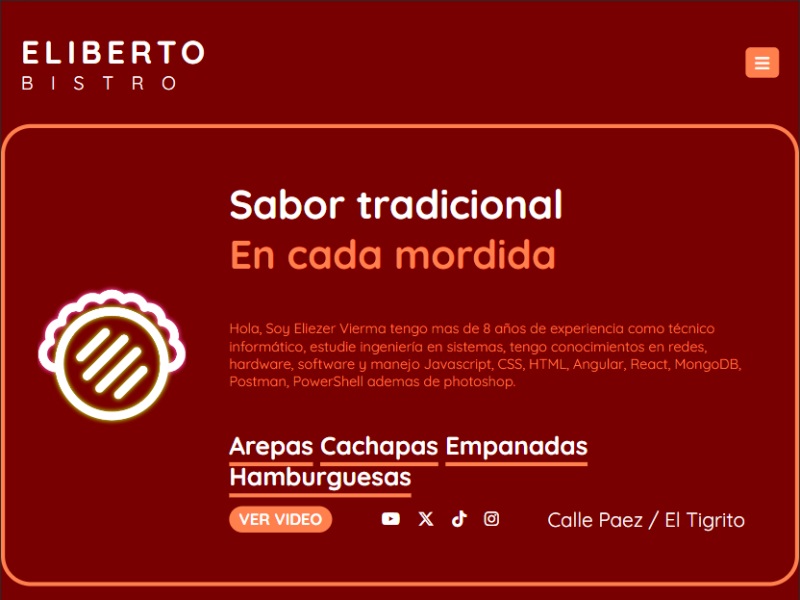 ELIBERTO
BISTRO
Sabor tradicional
En cada mordida
Hola, Soy Eliezer Vierma tengo mas de 8 años de experiencia como técnico
informático, estudie ingeniería en sistemas, tengo conocimientos en redes,
hardware, software y manejo Javascript, CSS, HTML, Angular, React, MongoDB,
Postman, PowerShell ademas de photoshop.
Arepas Cachapas Empanadas
Hamburguesas
VER VIDEO
Calle Paez / El Tigrito